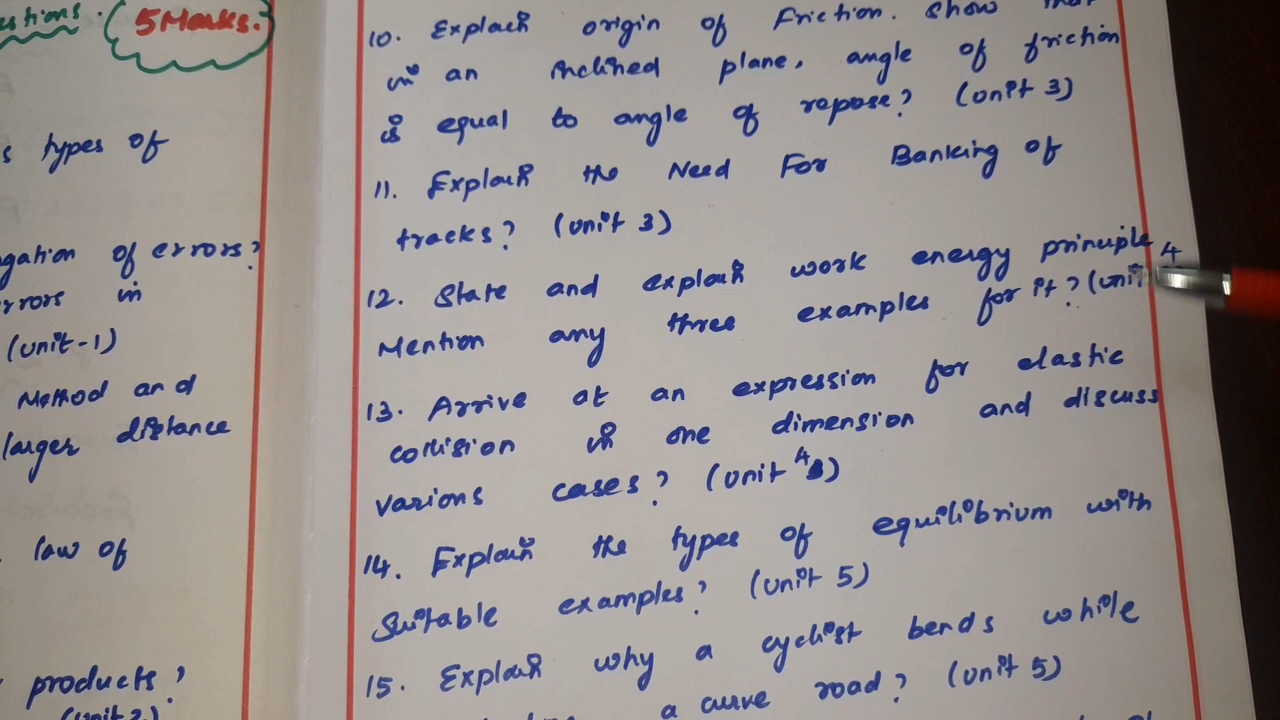 5 Marks.
s types of
gation of errors?
rrors in
(unit-1)
Method and
larger distance
law of
products?
(unit 2)
10. Explain origin of Friction. Show that
in an inclined plane, angle of friction
is equal to angle of repose? (unit 3)
11. Explain the Need For Banking of
tracks? (unit 3)
12. State and explain work energy principle
Mention any three examples for it? (unit 4
13. Arrive at an expression for elastic
collision in one dimension and discuss
various cases? (unit 4)
14. Explain the types of equilibrium with
Suitable examples? (unit 5)
15. Explain why a cyclist bends while
a curve road? (unit 5)